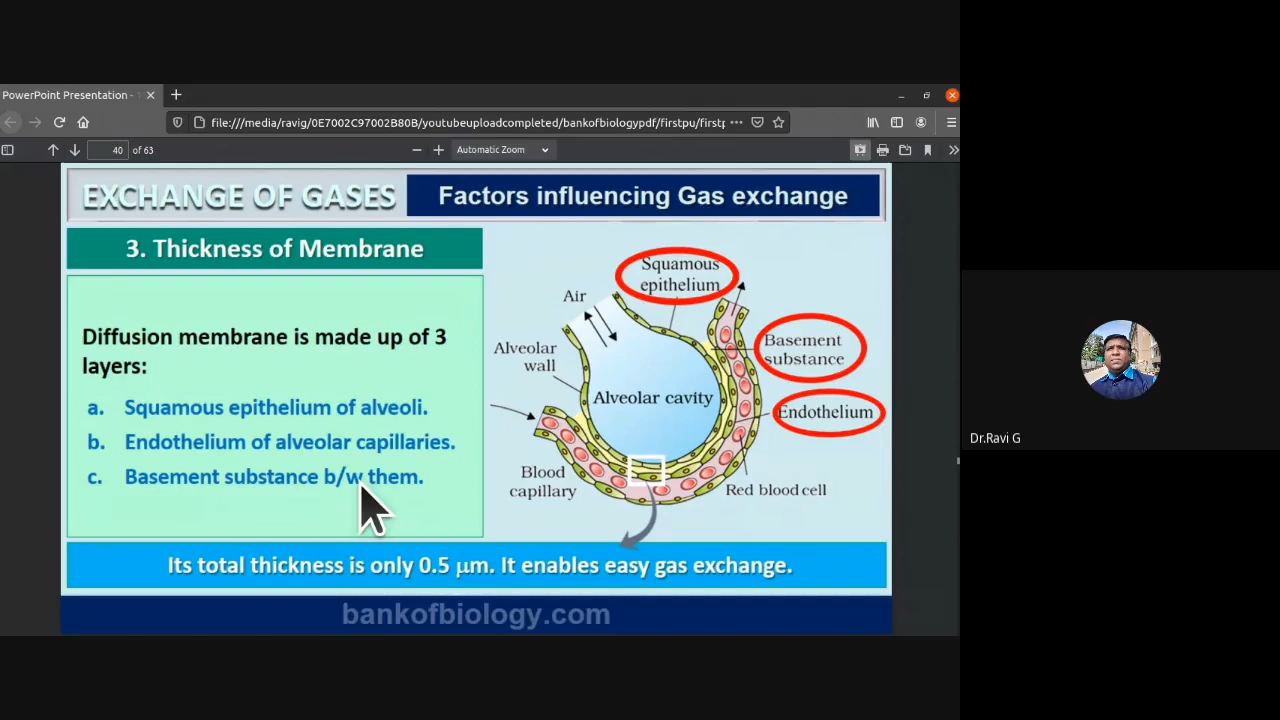 PowerPoint Presentation -
file:///media/ravig/0E7002C97002B80B/youtubeuploadcompleted/bankofbiologypdf/firstpu/firstp
40 of 63
Automatic Zoom
EXCHANGE OF GASES
Factors influencing Gas exchange
3. Thickness of Membrane
Diffusion membrane is made up of 3
layers:
a. Squamous epithelium of alveoli.
b. Endothelium of alveolar capillaries.
c. Basement substance b/w them.
Squamous
epithelium
Air
Basement
substance
Alveolar
wall
Alveolar cavity
Endothelium
Blood
capillary
Red blood cell
Its total thickness is only 0.5 μm. It enables easy gas exchange.
bankofbiology.com
Dr.Ravi G